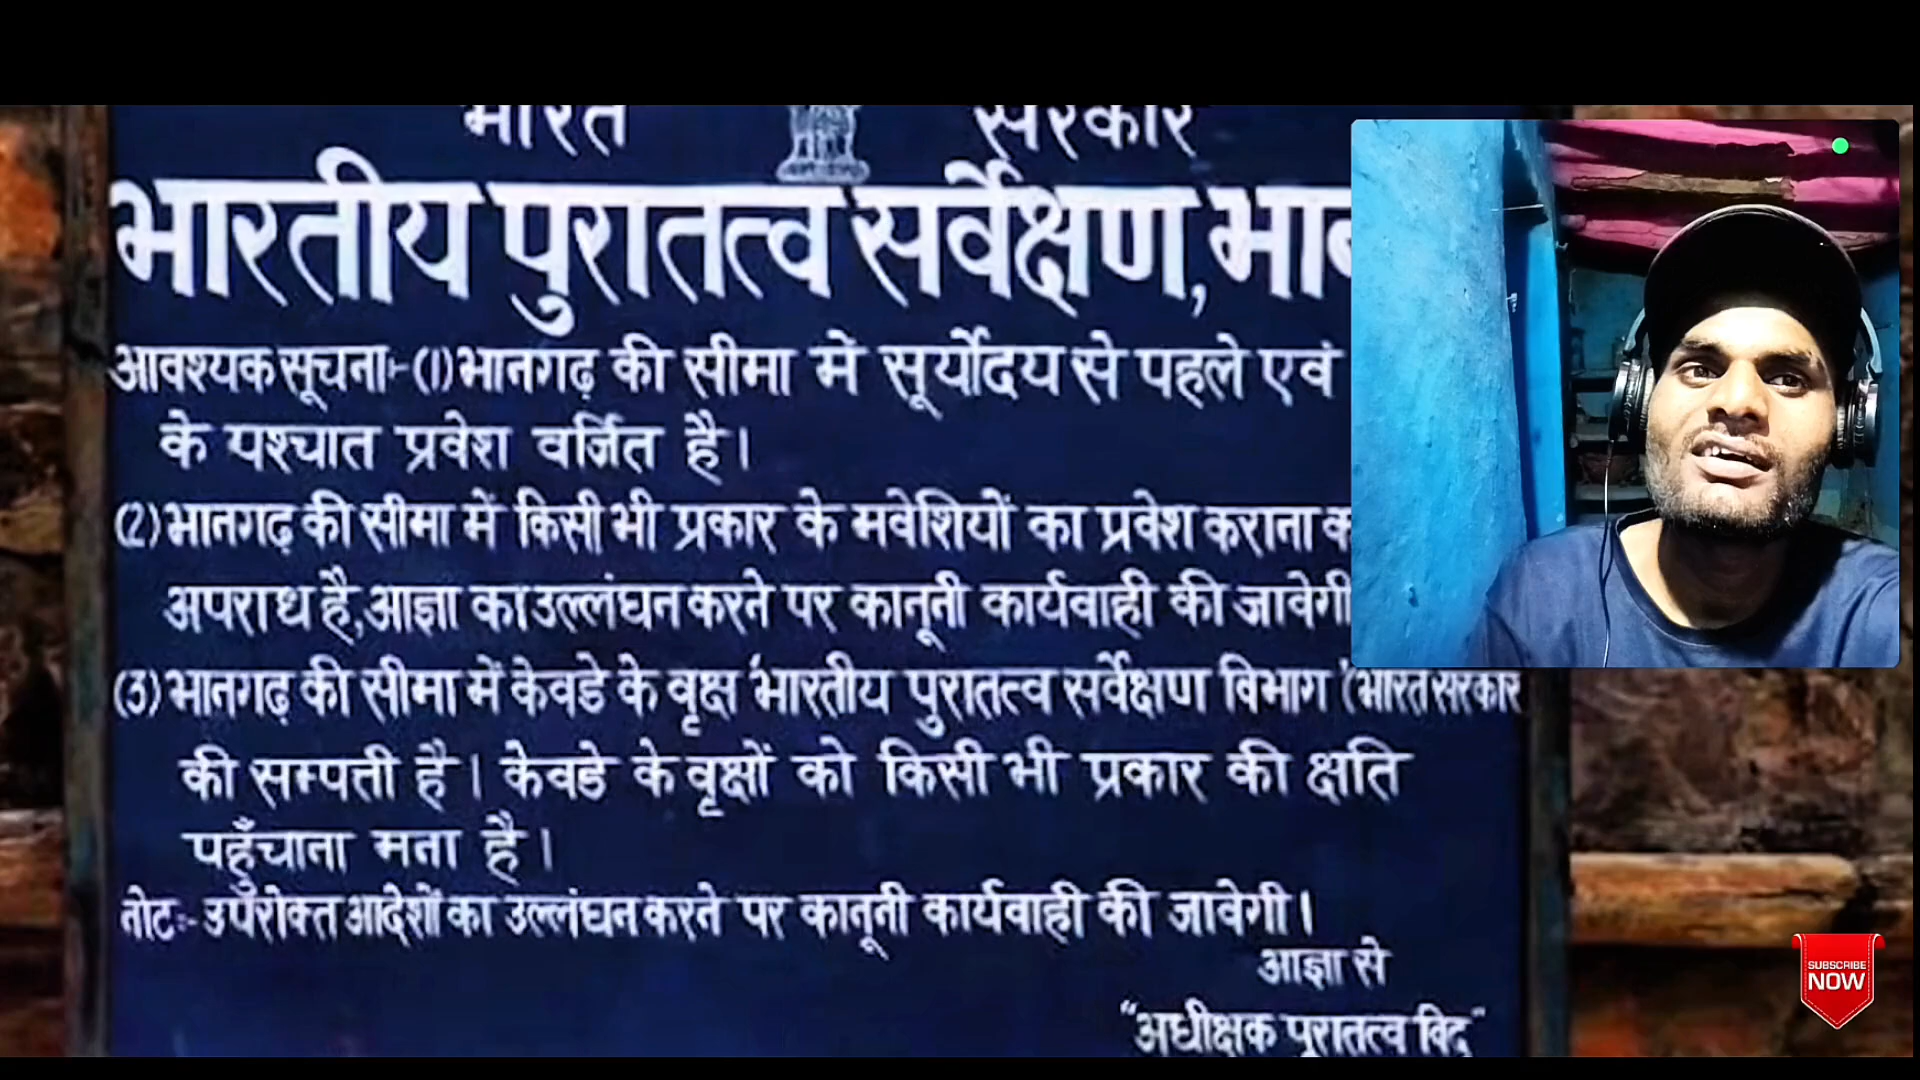 भारत सरकार
भारतीय पुरातत्व सर्वेक्षण,
आवश्यक सूचनाः-(1) भानगढ़ की सीमा में सूर्योदय से पहले एवं
के पश्चात प्रवेश वर्जित है।
(2) भानगढ़ की सीमा में किसी भी प्रकार के मवेशियों का प्रवेश कराना
अपराध है, आज्ञा का उल्लंघन करने पर कानूनी कार्यवाही की जावेगी
(3) भानगढ़ की सीमा में केवडे के वृक्ष भारतीय पुरातत्व सर्वेक्षण विभाग (भारत सरकार
की सम्पती है। केवडे के वृक्षों को किसी भी प्रकार की क्षति
पहुँचाना मना है।
नोटः- उपरोक्त आदेशों का उल्लंघन करने पर कानूनी कार्यवाही की जावेगी।
आज्ञा से
"अधीक्षक पुरातत्व विद्"
SUBSCRIBE
NOW